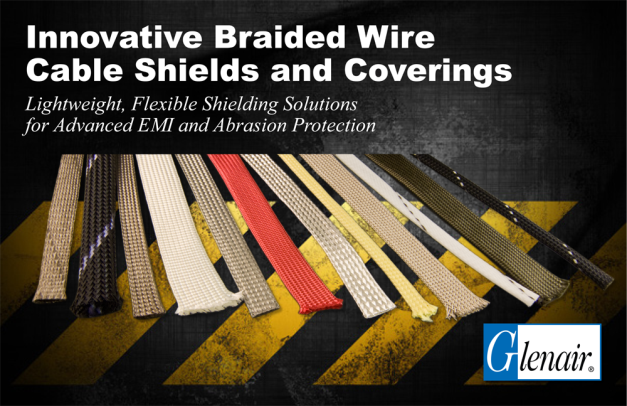 Innovative Braided Wire
Cable Shields and Coverings
Lightweight, Flexible Shielding Solutions
for Advanced EMI and Abrasion Protection
Glenair®